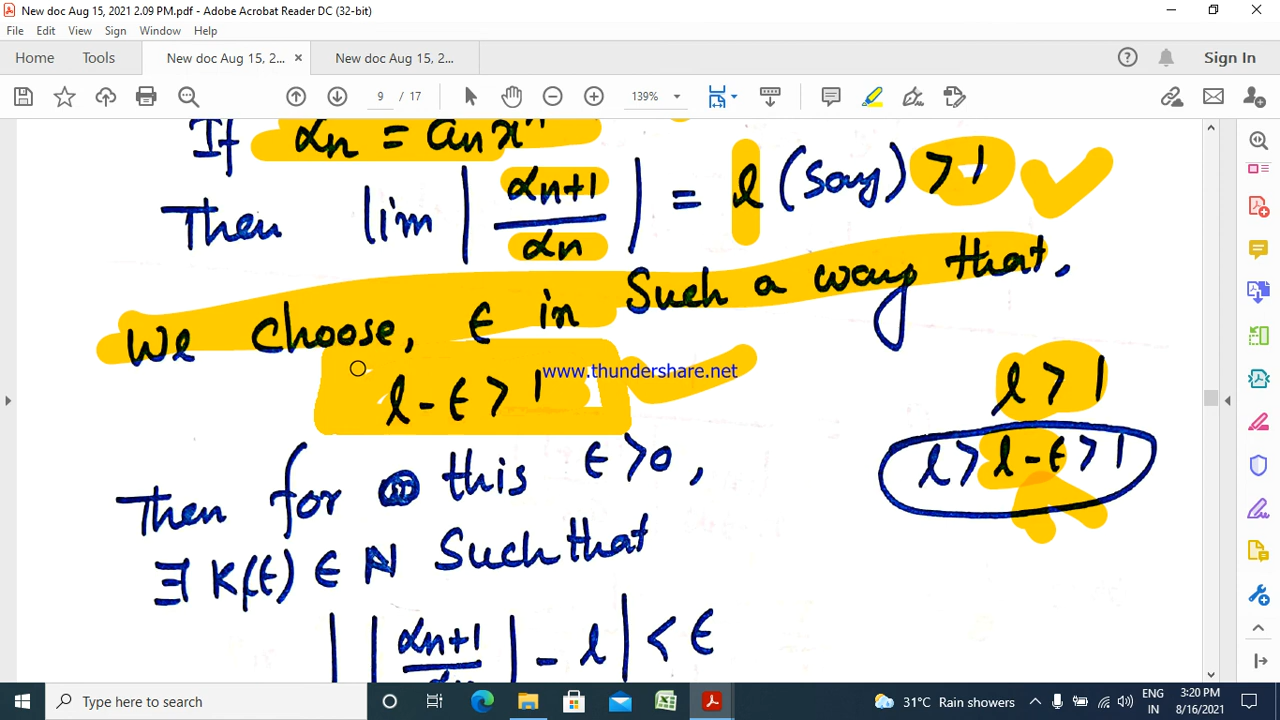 New doc Aug 15, 2021 2.09 PM.pdf - Adobe Acrobat Reader DC (32-bit)
File Edit View Sign Window Help
Home Tools New doc Aug 15, 2... × New doc Aug 15, 2... Sign In
9 / 17 139%
If αn = anxⁿ
Then lim | αn+1 / αn | = l (Say) > 1
We Choose, ϵ in Such a way that,
l - ϵ > 1
www.thundershare.net
l > 1
l > l - ϵ > 1
Then for this ϵ > 0,
∃ K(ϵ) ∈ ℕ Such that
| | αn+1 / αn | - l | < ϵ
Type here to search
31°C Rain showers
ENG
IN
3:20 PM
8/16/2021